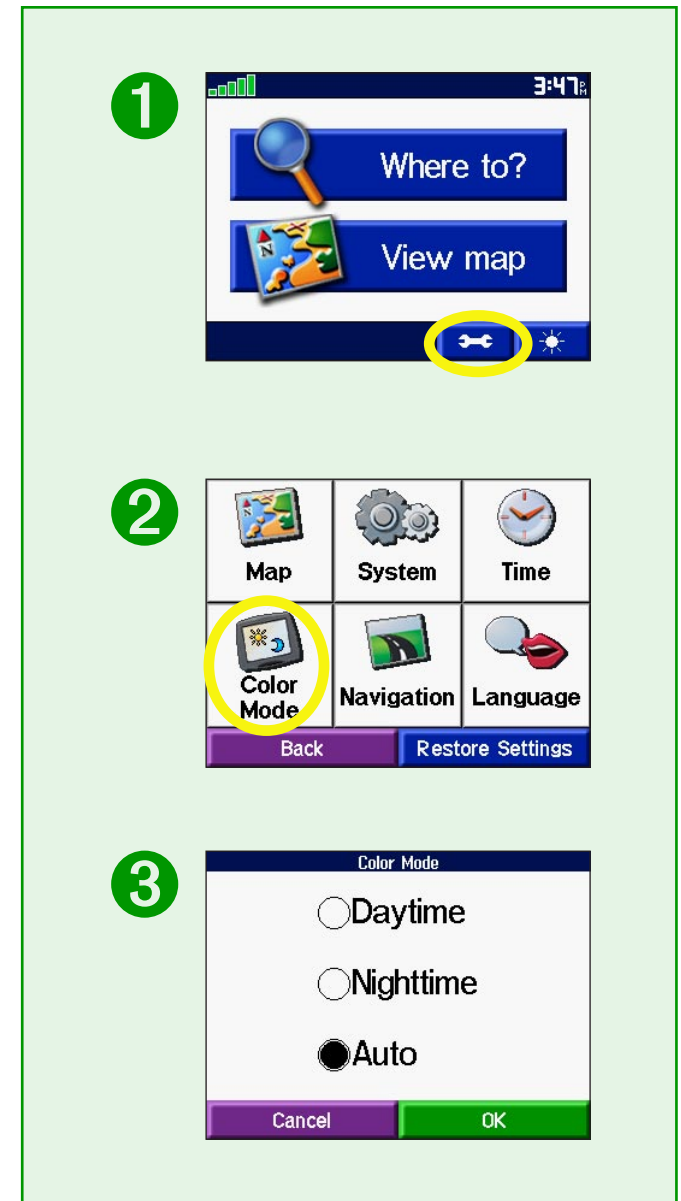 1
3:47PM
Where to?
N
View map
2
Map
System
Time
Color
Mode
Navigation
Language
Back
Restore Settings
3
Color Mode
Daytime
Nighttime
Auto
Cancel
OK